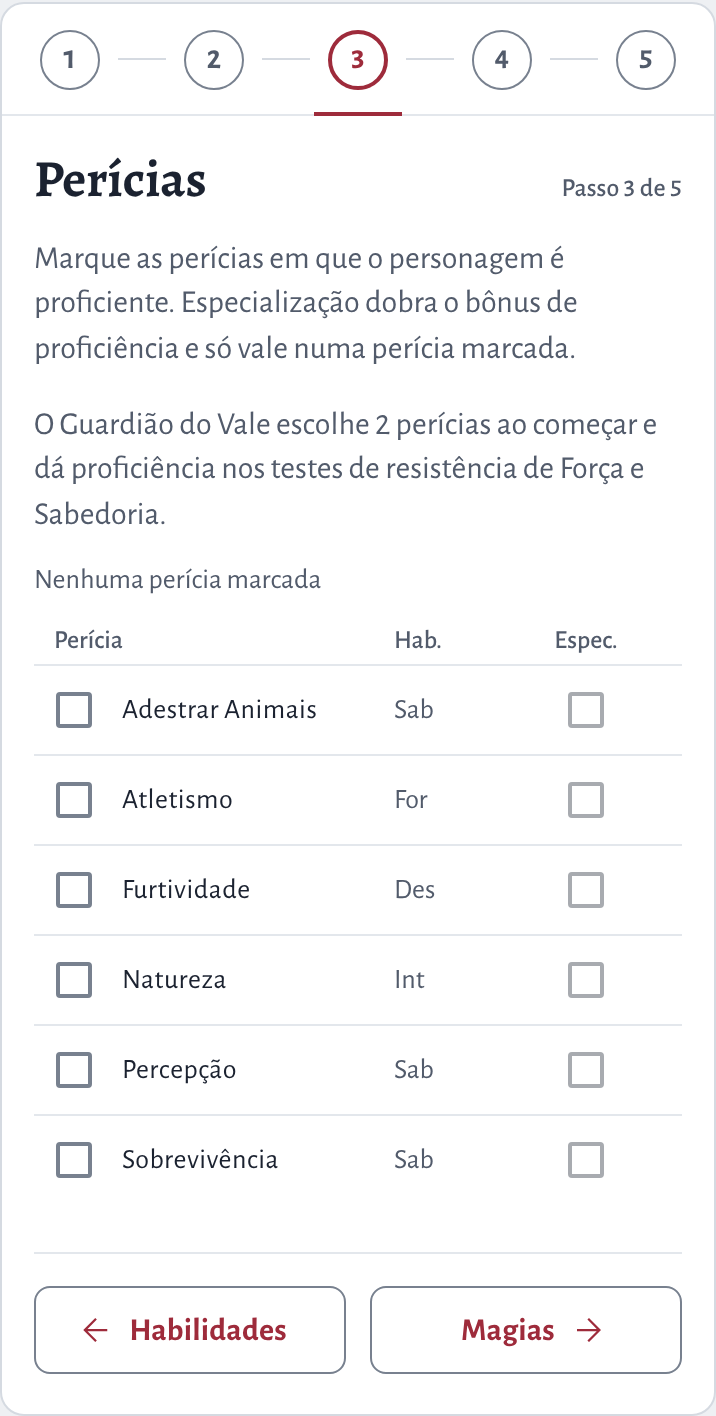 1 2 3 4 5
Perícias
Passo 3 de 5
Marque as perícias em que o personagem é
proficiente. Especialização dobra o bônus de
proficiência e só vale numa perícia marcada.
O Guardião do Vale escolhe 2 perícias ao começar e
dá proficiência nos testes de resistência de Força e
Sabedoria.
Nenhuma perícia marcada
Perícia Hab. Espec.
Adestrar Animais Sab
Atletismo For
Furtividade Des
Natureza Int
Percepção Sab
Sobrevivência Sab
← Habilidades
Magias →